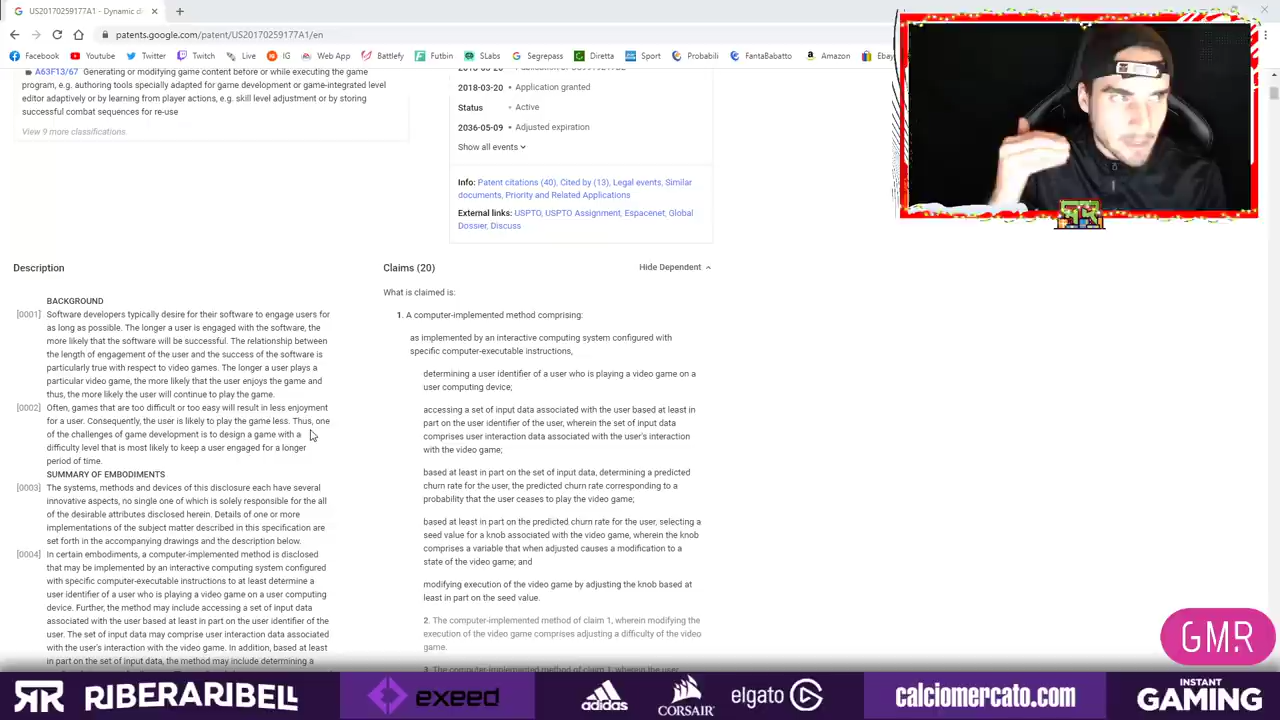 US20170259177A1 - Dynamic di
patents.google.com/patent/US20170259177A1/en
Facebook Youtube Twitter Twitch Live IG Web App Battlefy Futbin SLabs Segrepass Diretta Sport Probabili FantaBabatto Amazon Ebay
A63F13/67 Generating or modifying game content before or while executing the game
program, e.g. authoring tools specially adapted for game development or game-integrated level
editor adaptively or by learning from player actions, e.g. skill level adjustment or by storing
successful combat sequences for re-use
View 9 more classifications
2018-03-20 Application granted
Status Active
2036-05-09 Adjusted expiration
Show all events
Info: Patent citations (40), Cited by (13), Legal events, Similar
documents, Priority and Related Applications
External links: USPTO, USPTO Assignment, Espacenet, Global
Dossier, Discuss
Description
BACKGROUND
[0001] Software developers typically desire for their software to engage users for
as long as possible. The longer a user is engaged with the software, the
more likely that the software will be successful. The relationship between
the length of engagement of the user and the success of the software is
particularly true with respect to video games. The longer a user plays a
particular video game, the more likely that the user enjoys the game and
thus, the more likely the user will continue to play the game.
[0002] Often, games that are too difficult or too easy will result in less enjoyment
for a user. Consequently, the user is likely to play the game less. Thus, one
of the challenges of game development is to design a game with a
difficulty level that is most likely to keep a user engaged for a longer
period of time.
SUMMARY OF EMBODIMENTS
[0003] The systems, methods and devices of this disclosure each have several
innovative aspects, no single one of which is solely responsible for the all
of the desirable attributes disclosed herein. Details of one or more
implementations of the subject matter described in this specification are
set forth in the accompanying drawings and the description below.
[0004] In certain embodiments, a computer-implemented method is disclosed
that may be implemented by an interactive computing system configured
with specific computer-executable instructions to at least determine a
user identifier of a user who is playing a video game on a user computing
device. Further, the method may include accessing a set of input data
associated with the user based at least in part on the user identifier of the
user. The set of input data may comprise user interaction data associated
with the user's interaction with the video game. In addition, based at
least in part on the set of input data, the method may include determining a
Claims (20)
Hide Dependent
What is claimed is:
1. A computer-implemented method comprising:
as implemented by an interactive computing system configured with
specific computer-executable instructions,
determining a user identifier of a user who is playing a video game on a
user computing device;
accessing a set of input data associated with the user based at least in
part on the user identifier of the user, wherein the set of input data
comprises user interaction data associated with the user's interaction
with the video game;
based at least in part on the set of input data, determining a predicted
churn rate for the user, the predicted churn rate corresponding to a
probability that the user ceases to play the video game;
based at least in part on the predicted churn rate for the user, selecting a
seed value for a knob associated with the video game, wherein the knob
comprises a variable that when adjusted causes a modification to a
state of the video game; and
modifying execution of the video game by adjusting the knob based at
least in part on the seed value.
2. The computer-implemented method of claim 1, wherein modifying the
execution of the video game comprises adjusting a difficulty of the video
game.
3. The computer-implemented method of claim 1, wherein the user
GMR
RIBERARIBELL
exeed
adidas
CORSAIR
elgato
calciomercato.com
INSTANT
GAMING